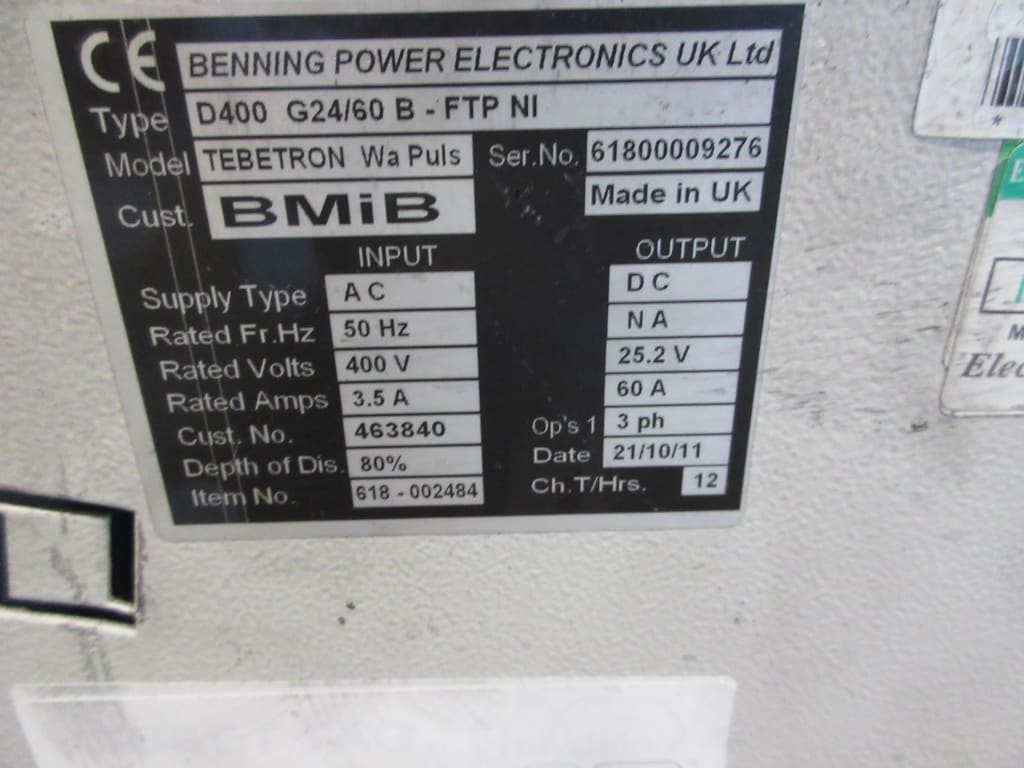 CE BENNING POWER ELECTRONICS UK Ltd
Type D400 G24/60 B - FTP NI
Model TEBETRON Wa Puls Ser.No. 61800009276
Cust. BMiB Made in UK
INPUT OUTPUT
Supply Type AC DC
Rated Fr.Hz 50 Hz NA
Rated Volts 400 V 25.2 V
Rated Amps 3.5 A 60 A
Cust. No. 463840 Op's 1 3 ph
Depth of Dis. 80% Date 21/10/11
Item No. 618 - 002484 Ch.T/Hrs. 12
*